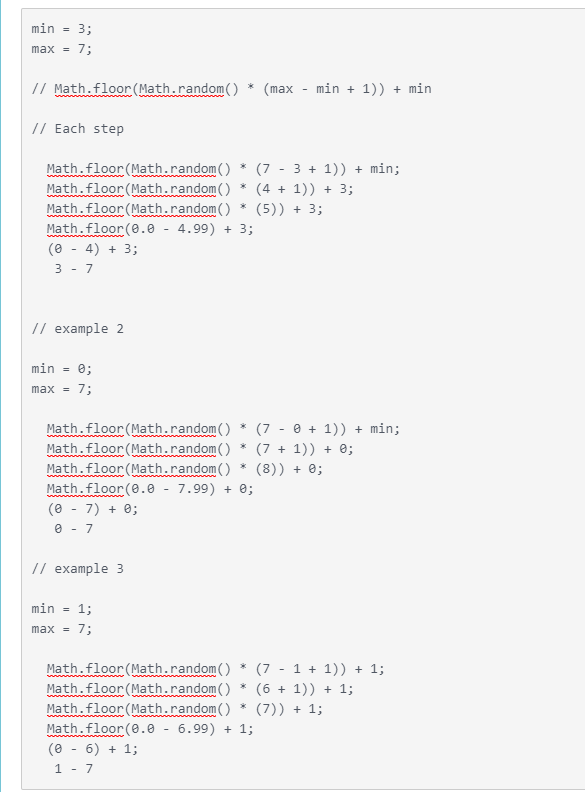 min = 3;
max = 7;
// Math.floor(Math.random() * (max - min + 1)) + min
// Each step
Math.floor(Math.random() * (7 - 3 + 1)) + min;
Math.floor(Math.random() * (4 + 1)) + 3;
Math.floor(Math.random() * (5)) + 3;
Math.floor(0.0 - 4.99) + 3;
(0 - 4) + 3;
3 - 7
// example 2
min = 0;
max = 7;
Math.floor(Math.random() * (7 - 0 + 1)) + min;
Math.floor(Math.random() * (7 + 1)) + 0;
Math.floor(Math.random() * (8)) + 0;
Math.floor(0.0 - 7.99) + 0;
(0 - 7) + 0;
0 - 7
// example 3
min = 1;
max = 7;
Math.floor(Math.random() * (7 - 1 + 1)) + 1;
Math.floor(Math.random() * (6 + 1)) + 1;
Math.floor(Math.random() * (7)) + 1;
Math.floor(0.0 - 6.99) + 1;
(0 - 6) + 1;
1 - 7